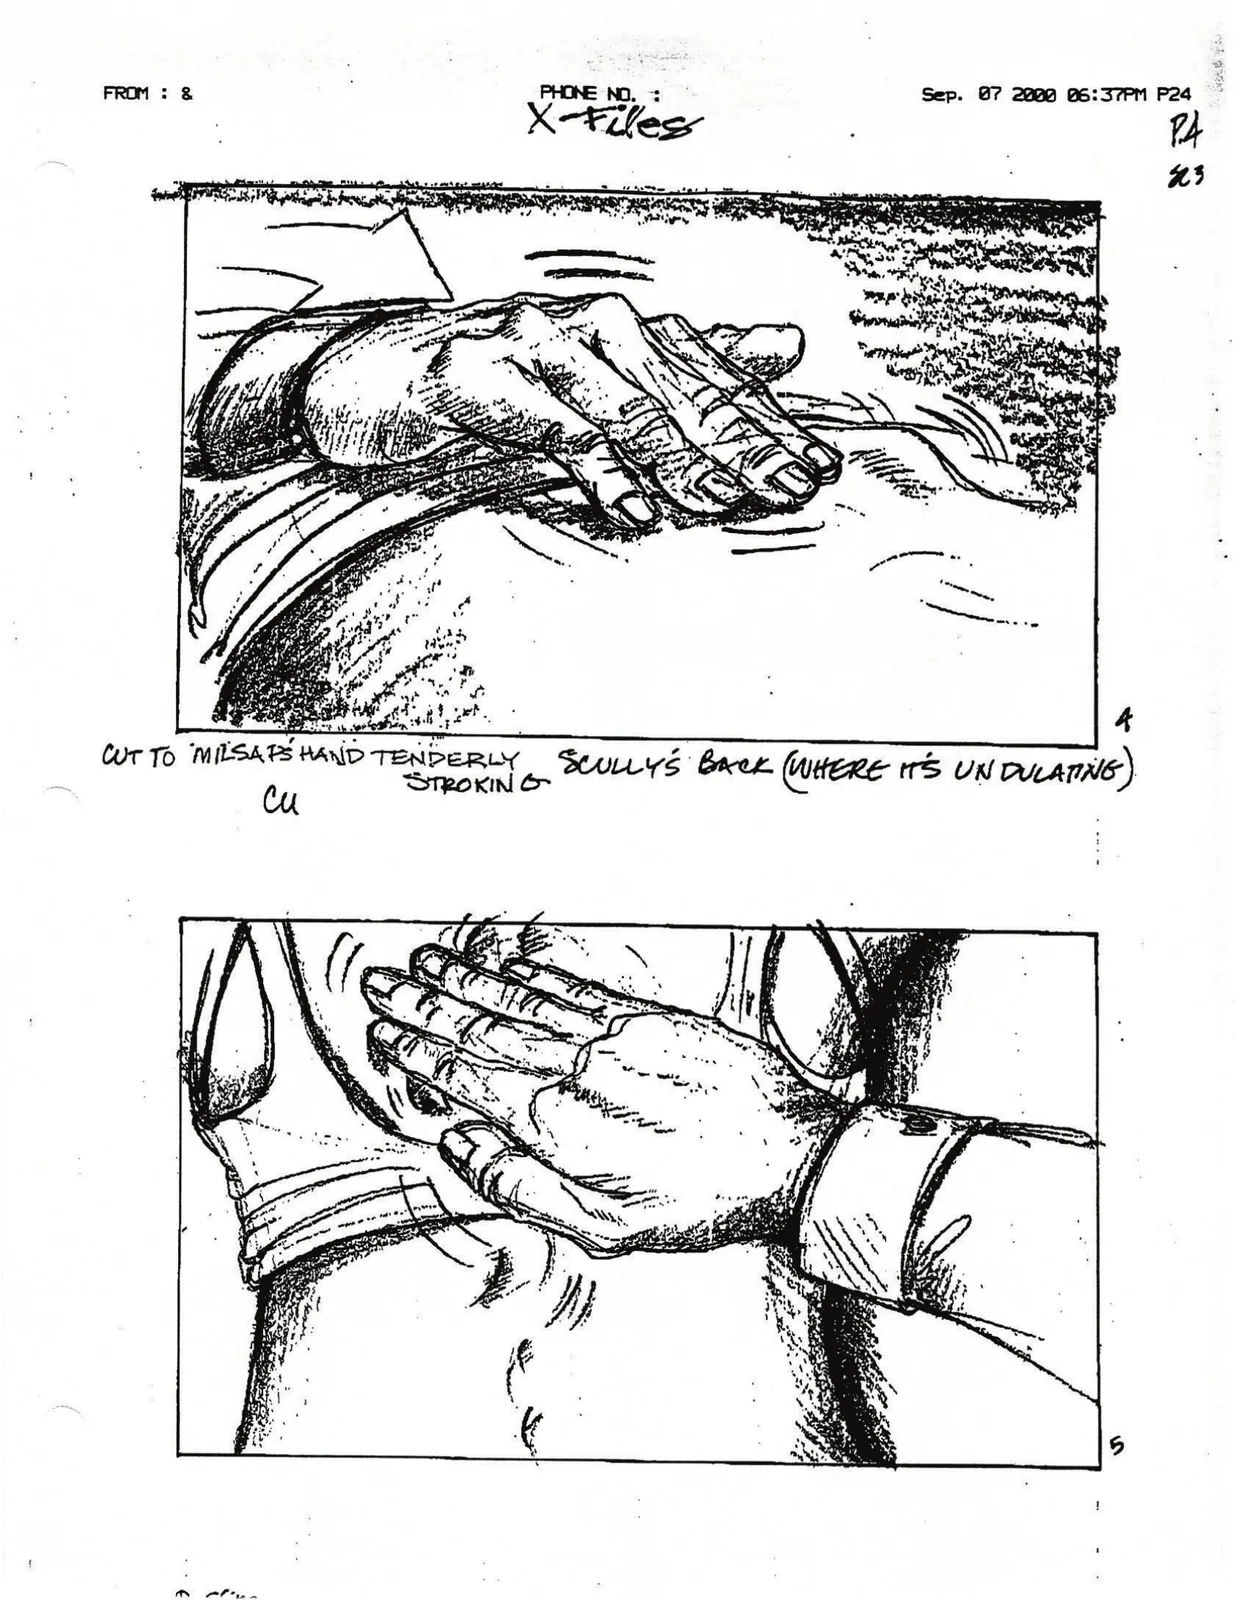 FROM : &
PHONE NO. :
Sep. 07 2000 06:37PM P24
X-Files
P.4
SC3
4
CUT TO MILSAPS' HAND TENDERLY STROKING SCULLY'S BACK (WHERE IT'S UNDULATING)
CU
5